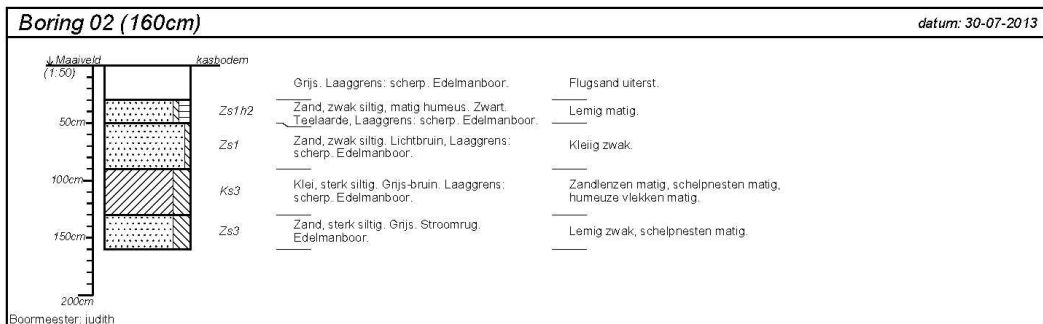 Boring 02 (160cm)
datum: 30-07-2013
↓ Maaiveld
kasbodem
(1:50)
Grijs. Laaggrens: scherp. Edelmanboor.
Flugsand uiterst.
Zs1h2
Zand, zwak siltig, matig humeus. Zwart.
Teelaarde, Laaggrens: scherp. Edelmanboor.
Lemig matig.
50cm
Zs1
Zand, zwak siltig. Lichtbruin, Laaggrens:
scherp. Edelmanboor.
Kleiig zwak.
100cm
Ks3
Klei, sterk siltig. Grijs-bruin. Laaggrens:
scherp. Edelmanboor.
Zandlenzen matig, schelpnesten matig,
humeuze vlekken matig.
150cm
Zs3
Zand, sterk siltig. Grijs. Stroomrug.
Edelmanboor.
Lemig zwak, schelpnesten matig.
200cm
Boormeester: judith